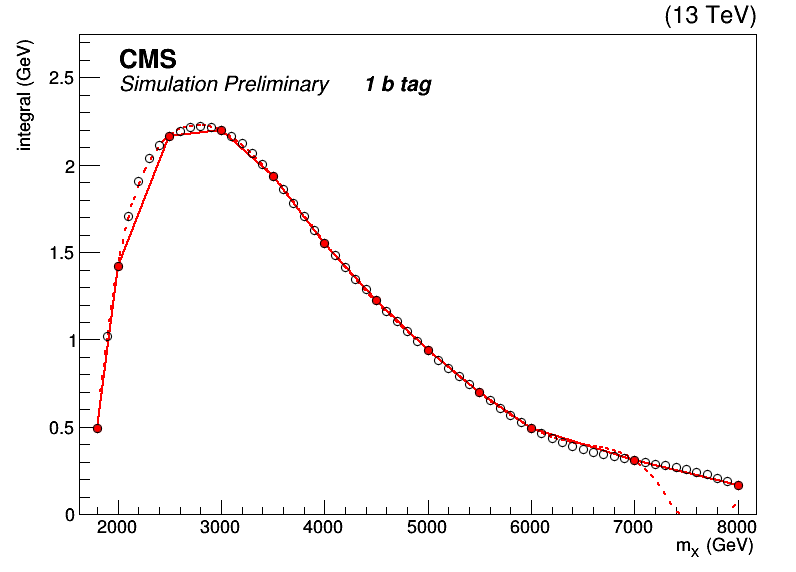 (13 TeV)
CMS
Simulation Preliminary 1 b tag
integral (GeV)
2.5
2
1.5
1
0.5
0
2000 3000 4000 5000 6000 7000 8000
m_X (GeV)